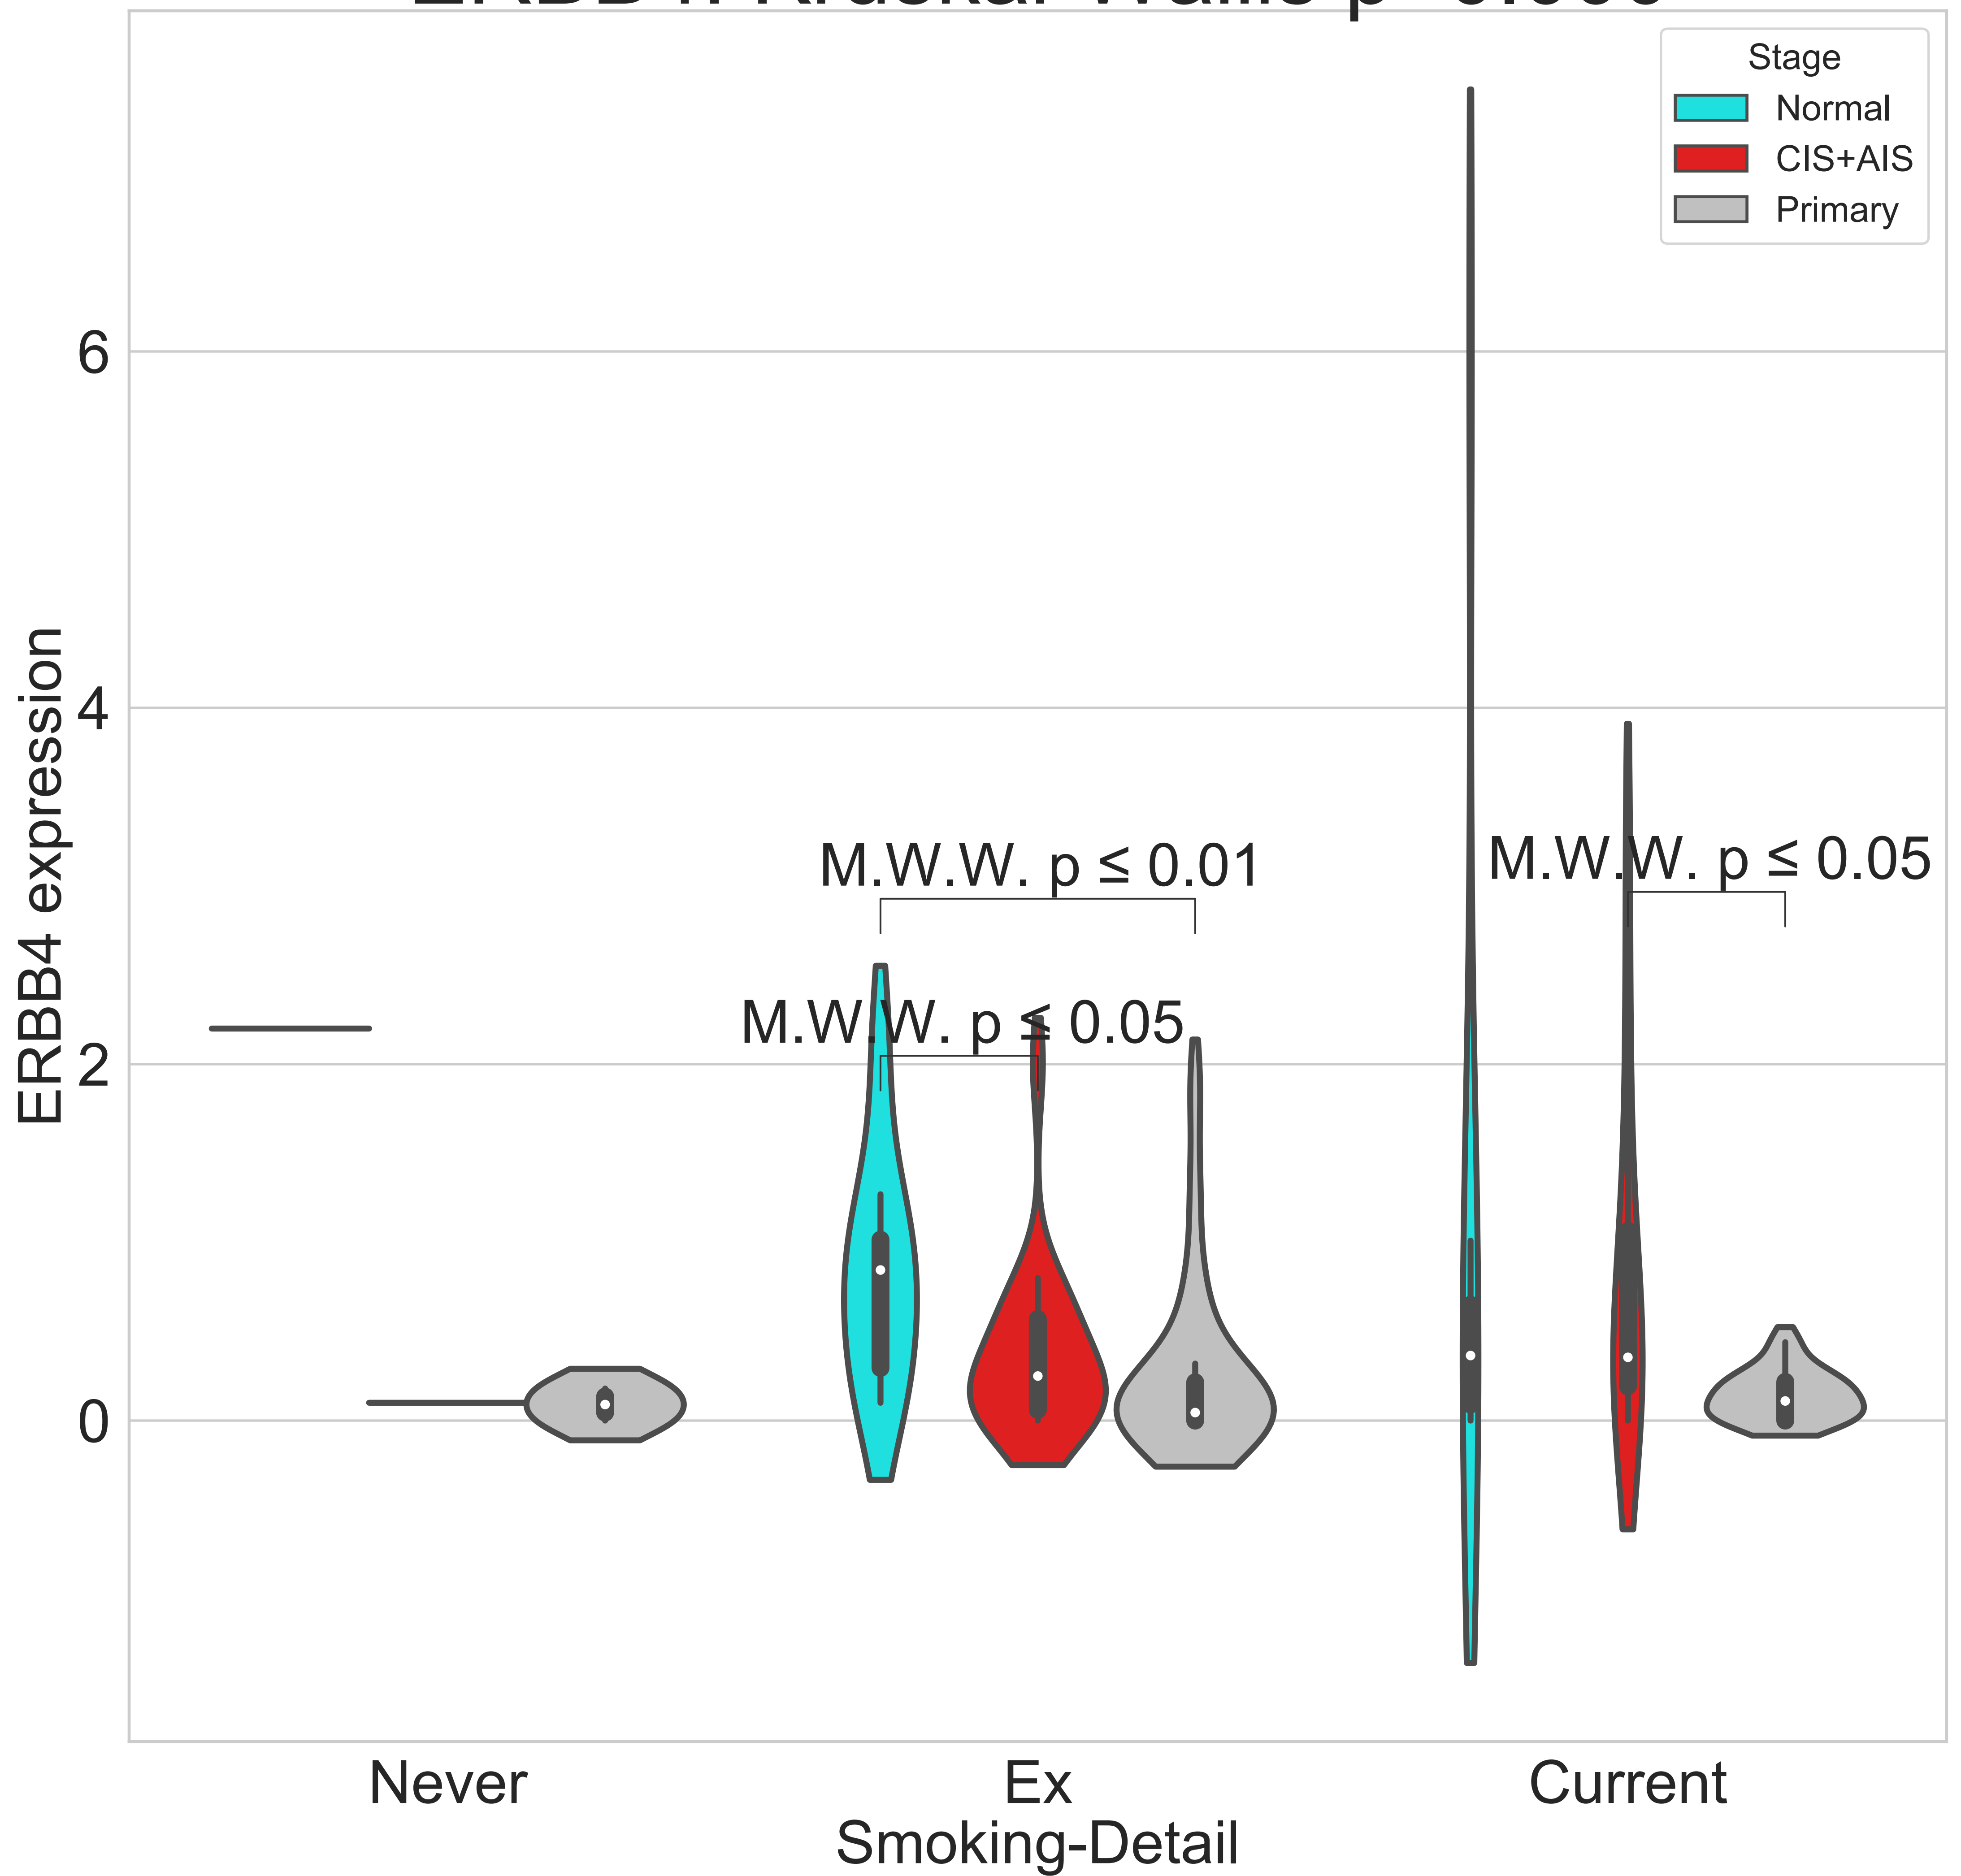 Stage
Normal
CIS+AIS
Primary
6
4
2
0
ERBB4 expression
M.W.W. p ≤ 0.01
M.W.W. p ≤ 0.05
M.W.W. p ≤ 0.05
Never
Ex
Current
Smoking-Detail